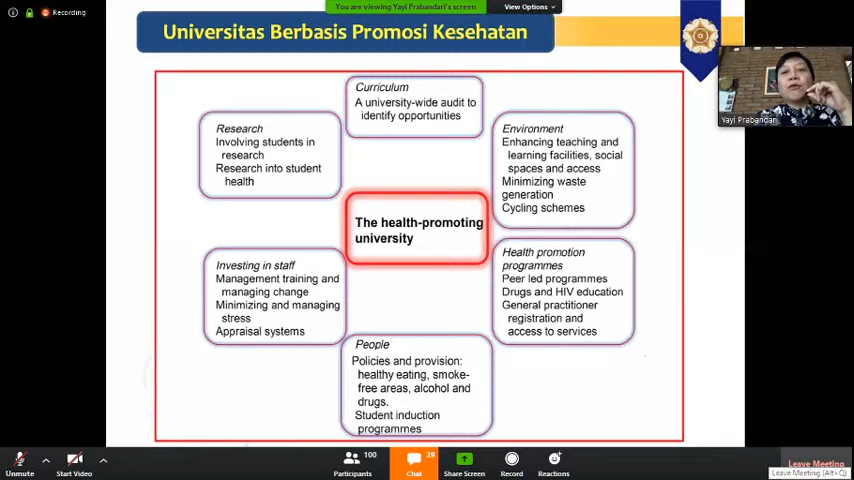 Recording
You are viewing Yayi Prabandari's screen
View Options
Universitas Berbasis Promosi Kesehatan
Yayi Prabandari
Curriculum
A university-wide audit to
identify opportunities
Research
Involving students in
research
Research into student
health
Environment
Enhancing teaching and
learning facilities, social
spaces and access
Minimizing waste
generation
Cycling schemes
The health-promoting
university
Investing in staff
Management training and
managing change
Minimizing and managing
stress
Appraisal systems
Health promotion
programmes
Peer led programmes
Drugs and HIV education
General practitioner
registration and
access to services
People
Policies and provision:
healthy eating, smoke-
free areas, alcohol and
drugs.
Student induction
programmes
Unmute
Start Video
100
Participants
29
Chat
Share Screen
Record
Reactions
Leave Meeting
Leave Meeting (Alt+Q)